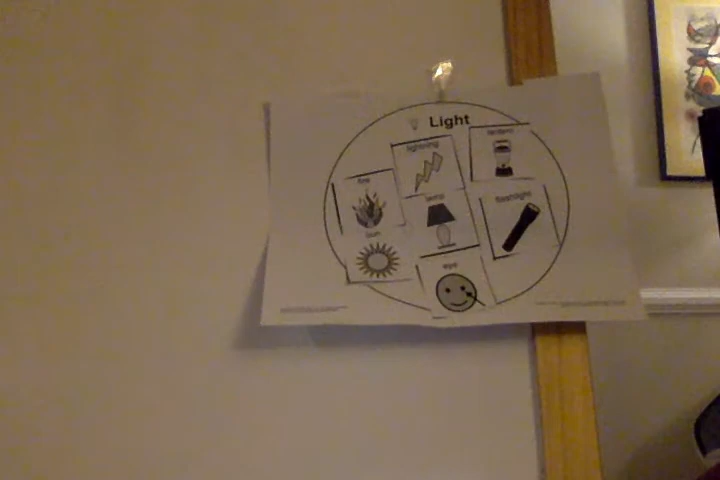 Light
lightning
lantern
fire
lamp
flashlight
sun
eye